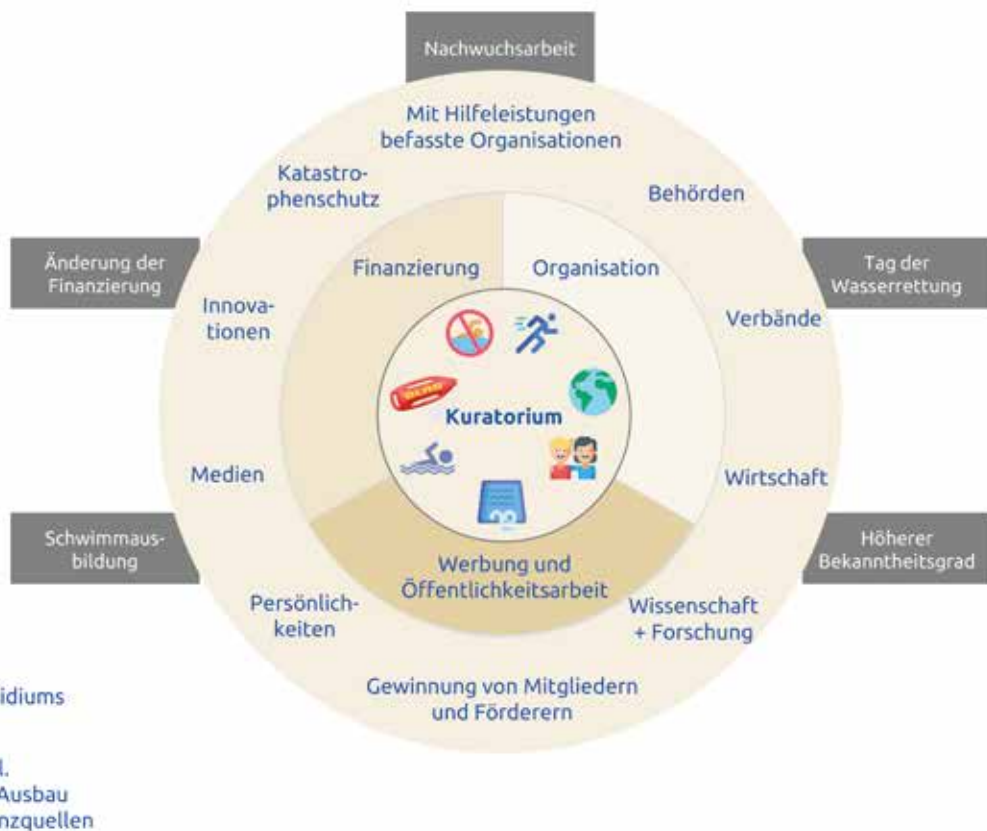 Nachwuchsarbeit
Mit Hilfeleistungen
befasste Organisationen
Katastro-
phenschutz
Behörden
Änderung der
Finanzierung
Finanzierung
Organisation
Tag der
Wasserrettung
Innova-
tionen
Verbände
Kuratorium
Medien
Wirtschaft
Schwimmaus-
bildung
Werbung und
Öffentlichkeitsarbeit
Höherer
Bekanntheitsgrad
Persönlich-
keiten
Wissenschaft
+ Forschung
Gewinnung von Mitgliedern
und Förderern
idiums
l.
Ausbau
nzquellen